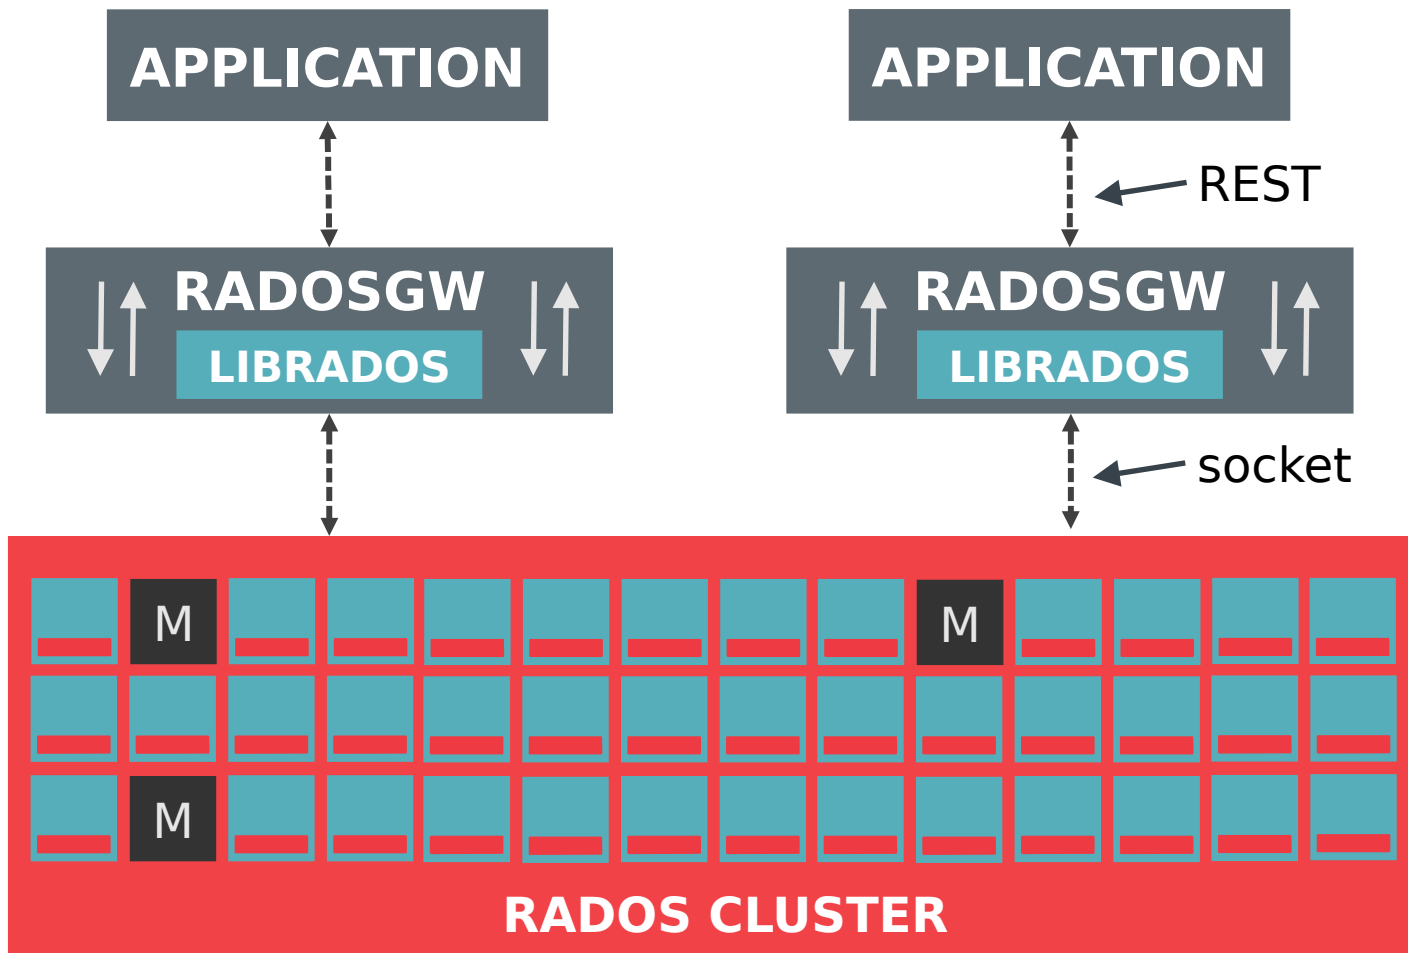 APPLICATION
APPLICATION
REST
RADOSGW
LIBRADOS
RADOSGW
LIBRADOS
socket
M
M
M
RADOS CLUSTER